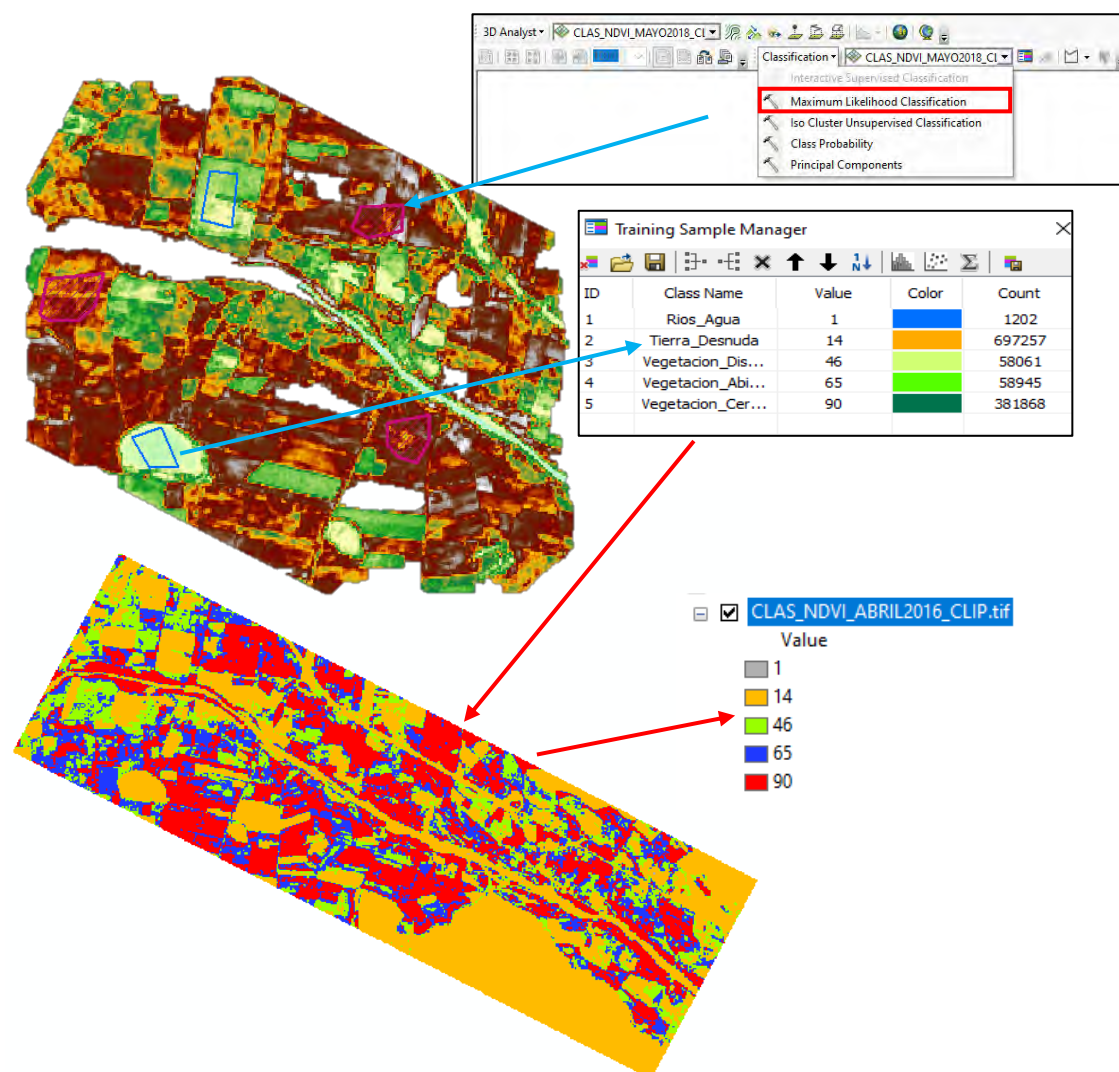 3D Analyst CLAS_NDVI_MAYO2018_CL
Classification CLAS_NDVI_MAYO2018_CL
Interactive Supervised Classification
Maximum Likelihood Classification
Iso Cluster Unsupervised Classification
Class Probability
Principal Components
Training Sample Manager
ID Class Name Value Color Count
1 Rios_Agua 1 1202
2 Tierra_Desnuda 14 697257
3 Vegetacion_Dis... 46 58061
4 Vegetacion_Abi... 65 58945
5 Vegetacion_Cer... 90 381868
CLAS_NDVI_ABRIL2016_CLIP.tif
Value
1
14
46
65
90